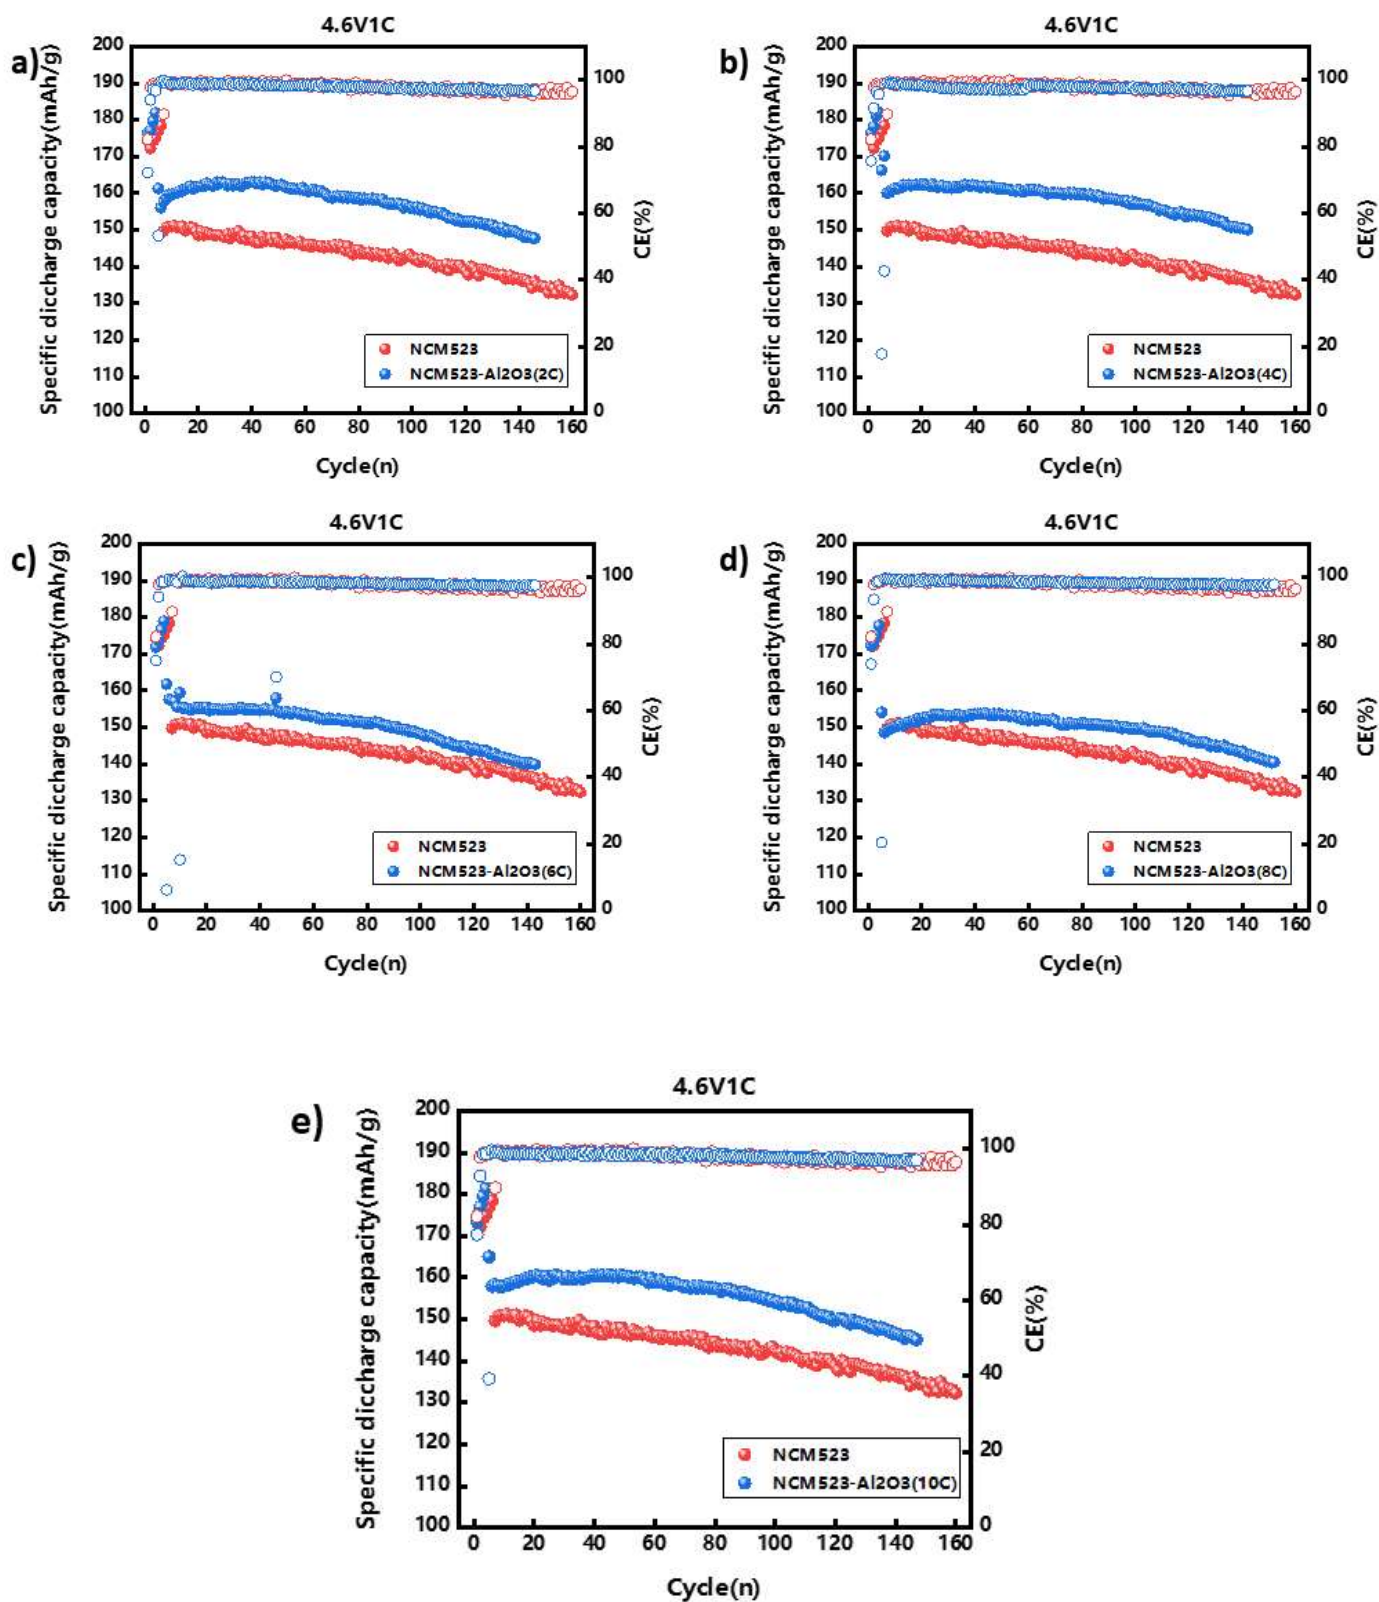 a)
4.6V1C
Specific diccharge capacity(mAh/g)
200
190
180
170
160
150
140
130
120
110
100
100
80
60
40
20
0
CE(%)
NCM523
NCM523-Al2O3(2C)
0 20 40 60 80 100 120 140 160
Cycle(n)
b)
4.6V1C
Specific diccharge capacity(mAh/g)
200
190
180
170
160
150
140
130
120
110
100
100
80
60
40
20
0
CE(%)
NCM523
NCM523-Al2O3(4C)
0 20 40 60 80 100 120 140 160
Cycle(n)
c)
4.6V1C
Specific diccharge capacity(mAh/g)
200
190
180
170
160
150
140
130
120
110
100
100
80
60
40
20
0
CE(%)
NCM523
NCM523-Al2O3(6C)
0 20 40 60 80 100 120 140 160
Cycle(n)
d)
4.6V1C
Specific diccharge capacity(mAh/g)
200
190
180
170
160
150
140
130
120
110
100
100
80
60
40
20
0
CE(%)
NCM523
NCM523-Al2O3(8C)
0 20 40 60 80 100 120 140 160
Cycle(n)
e)
4.6V1C
Specific diccharge capacity(mAh/g)
200
190
180
170
160
150
140
130
120
110
100
100
80
60
40
20
0
CE(%)
NCM523
NCM523-Al2O3(10C)
0 20 40 60 80 100 120 140 160
Cycle(n)